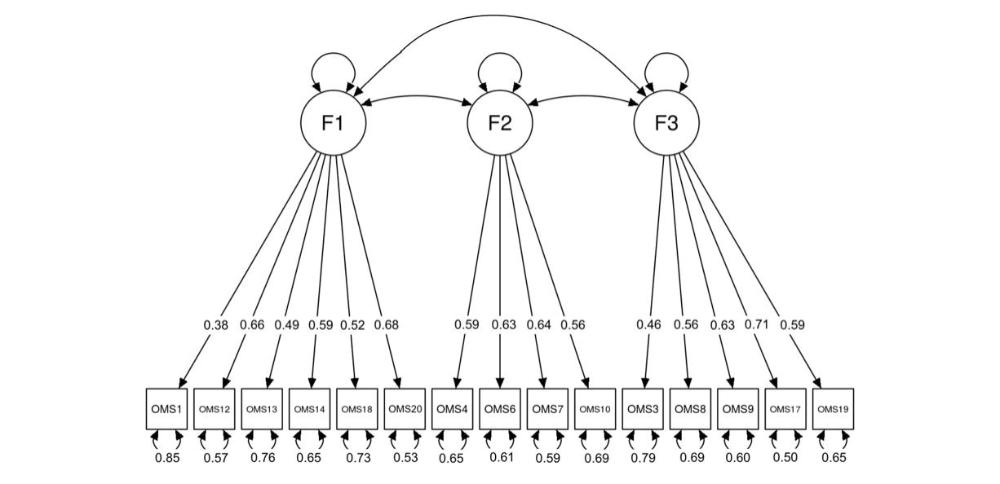 F1 F2 F3
0.38 0.66 0.49 0.59 0.52 0.68 0.59 0.63 0.64 0.56 0.46 0.56 0.63 0.71 0.59
OMS1 OMS12 OMS13 OMS14 OMS18 OMS20 OMS4 OMS6 OMS7 OMS10 OMS3 OMS8 OMS9 OMS17 OMS19
0.85 0.57 0.76 0.65 0.73 0.53 0.65 0.61 0.59 0.69 0.79 0.69 0.60 0.50 0.65